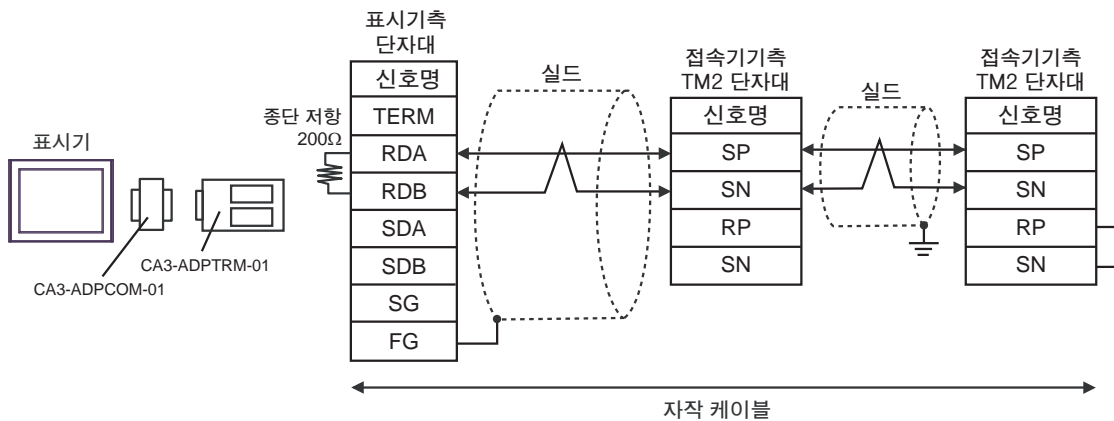 표시기
CA3-ADPCOM-01
CA3-ADPTRM-01
종단 저항
200Ω
표시기측
단자대
신호명
TERM
RDA
RDB
SDA
SDB
SG
FG
실드
접속기기측
TM2 단자대
신호명
SP
SN
RP
SN
실드
접속기기측
TM2 단자대
신호명
SP
SN
RP
SN
자작 케이블